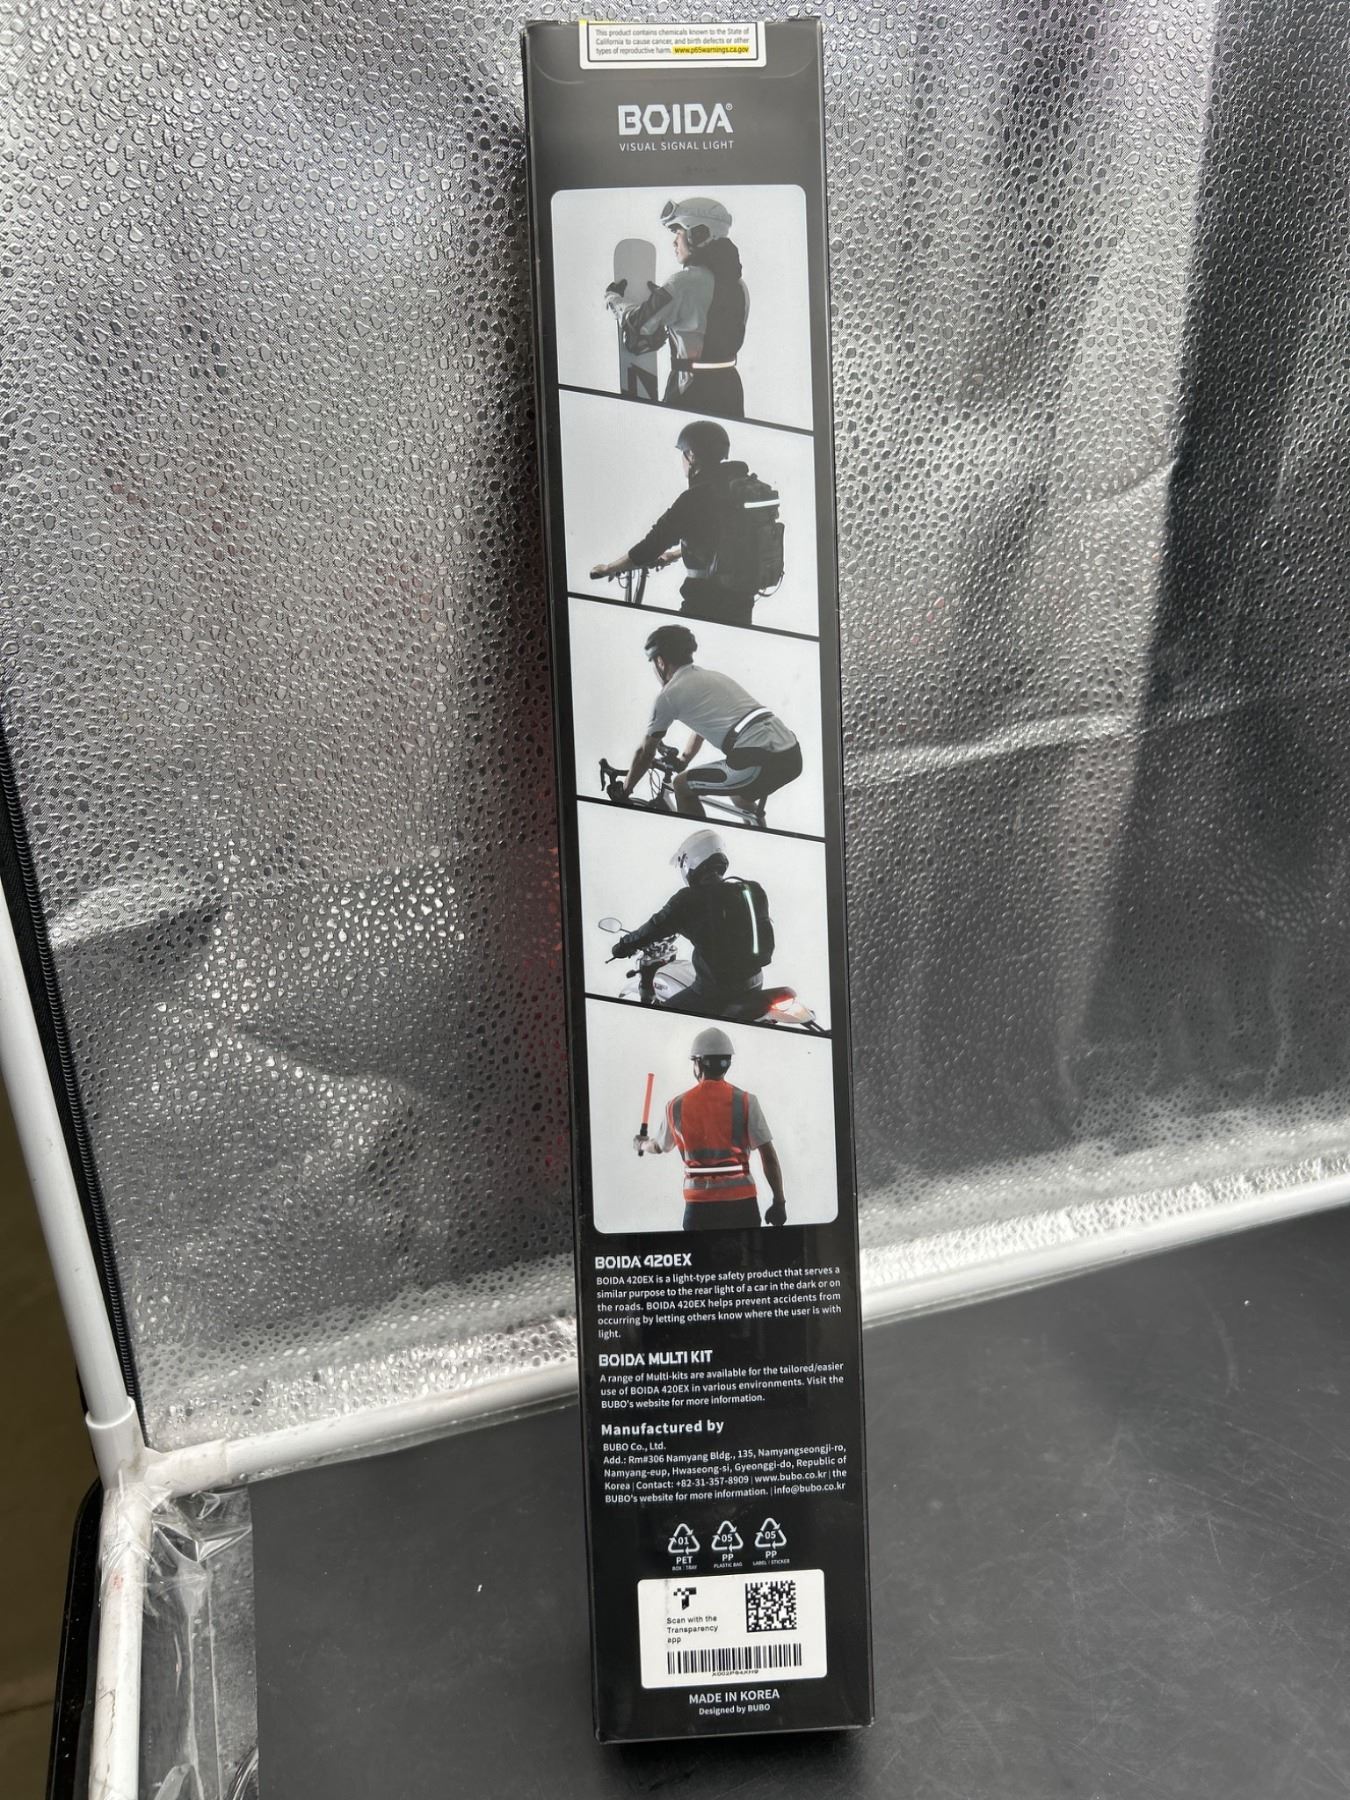 This product contains chemicals known to the State of
California to cause cancer, and birth defects or other
types of reproductive harm. www.p65warnings.ca.gov
BOIDA®
VISUAL SIGNAL LIGHT
BOIDA® 420EX
BOIDA 420EX is a light-type safety product that serves a
similar purpose to the rear light of a car in the dark or on
the roads. BOIDA 420EX helps prevent accidents from
occurring by letting others know where the user is with
light.
BOIDA® MULTI KIT
A range of Multi-kits are available for the tailored/easier
use of BOIDA 420EX in various environments. Visit the
BUBO's website for more information.
Manufactured by
BUBO Co., Ltd.
Add.: Rm#306 Namyang Bldg., 135, Namyangseongji-ro,
Namyang-eup, Hwaseong-si, Gyeonggi-do, Republic of
Korea | Contact: +82-31-357-8909 | www.bubo.co.kr | the
BUBO's website for more information. | info@bubo.co.kr
01 05 05
PET PP PP
BOX : TRAY PLASTIC BAG LABEL : STICKER
Scan with the
Transparency
app
MADE IN KOREA
Designed by BUBO